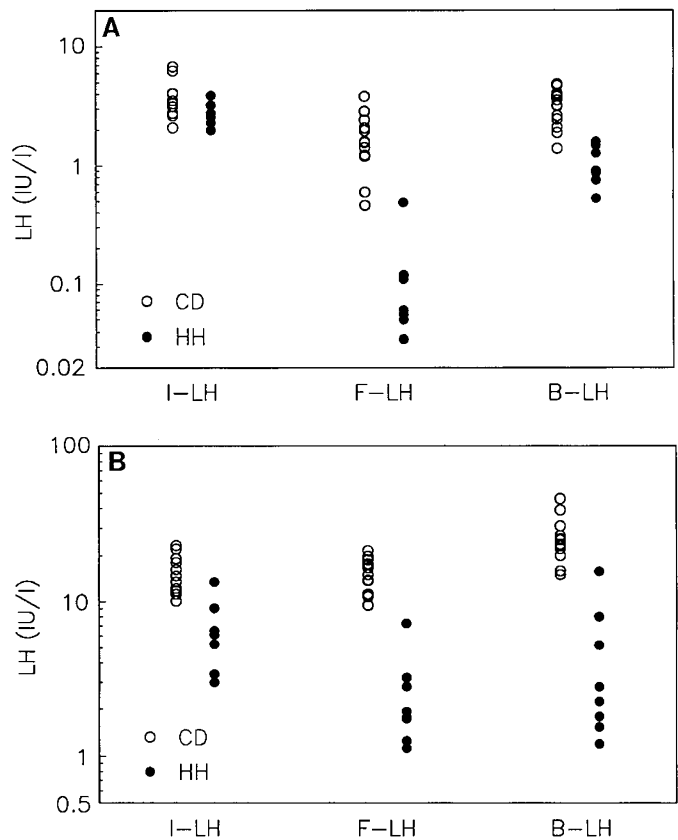 A
10
1
0.1
0.02
LH (IU/l)
CD
HH
I-LH F-LH B-LH
B
100
10
1
0.5
LH (IU/l)
CD
HH
I-LH F-LH B-LH